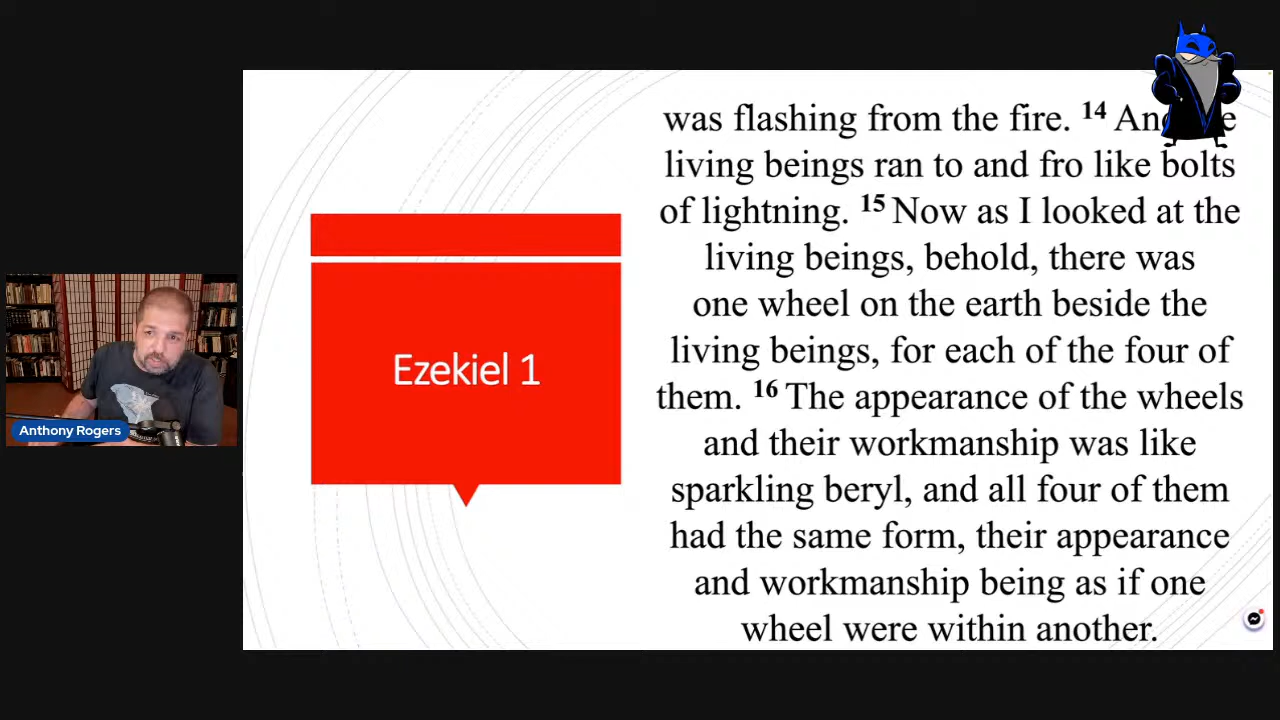 was flashing from the fire. 14
living beings ran to and fro like bolts
of lightning. 15 Now as I looked at the
living beings, behold, there was
one wheel on the earth beside the
living beings, for each of the four of
them. 16 The appearance of the wheels
and their workmanship was like
sparkling beryl, and all four of them
had the same form, their appearance
and workmanship being as if one
wheel were within another.
Ezekiel 1
Anthony Rogers